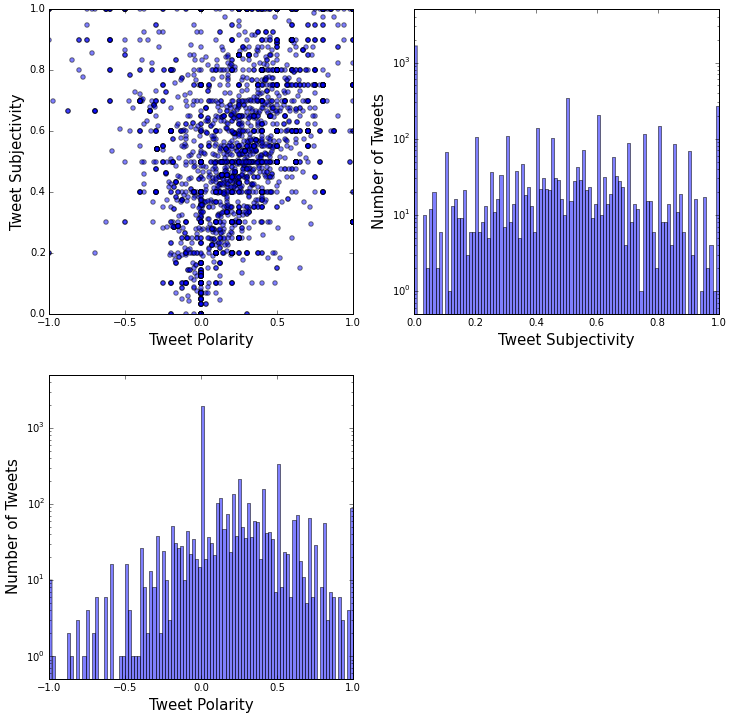 1.0
0.8
0.6
0.4
0.2
0.0
Tweet Subjectivity
−1.0 −0.5 0.0 0.5 1.0
Tweet Polarity
10³
10²
10¹
10⁰
Number of Tweets
0.0 0.2 0.4 0.6 0.8 1.0
Tweet Subjectivity
10³
10²
10¹
10⁰
Number of Tweets
−1.0 −0.5 0.0 0.5 1.0
Tweet Polarity